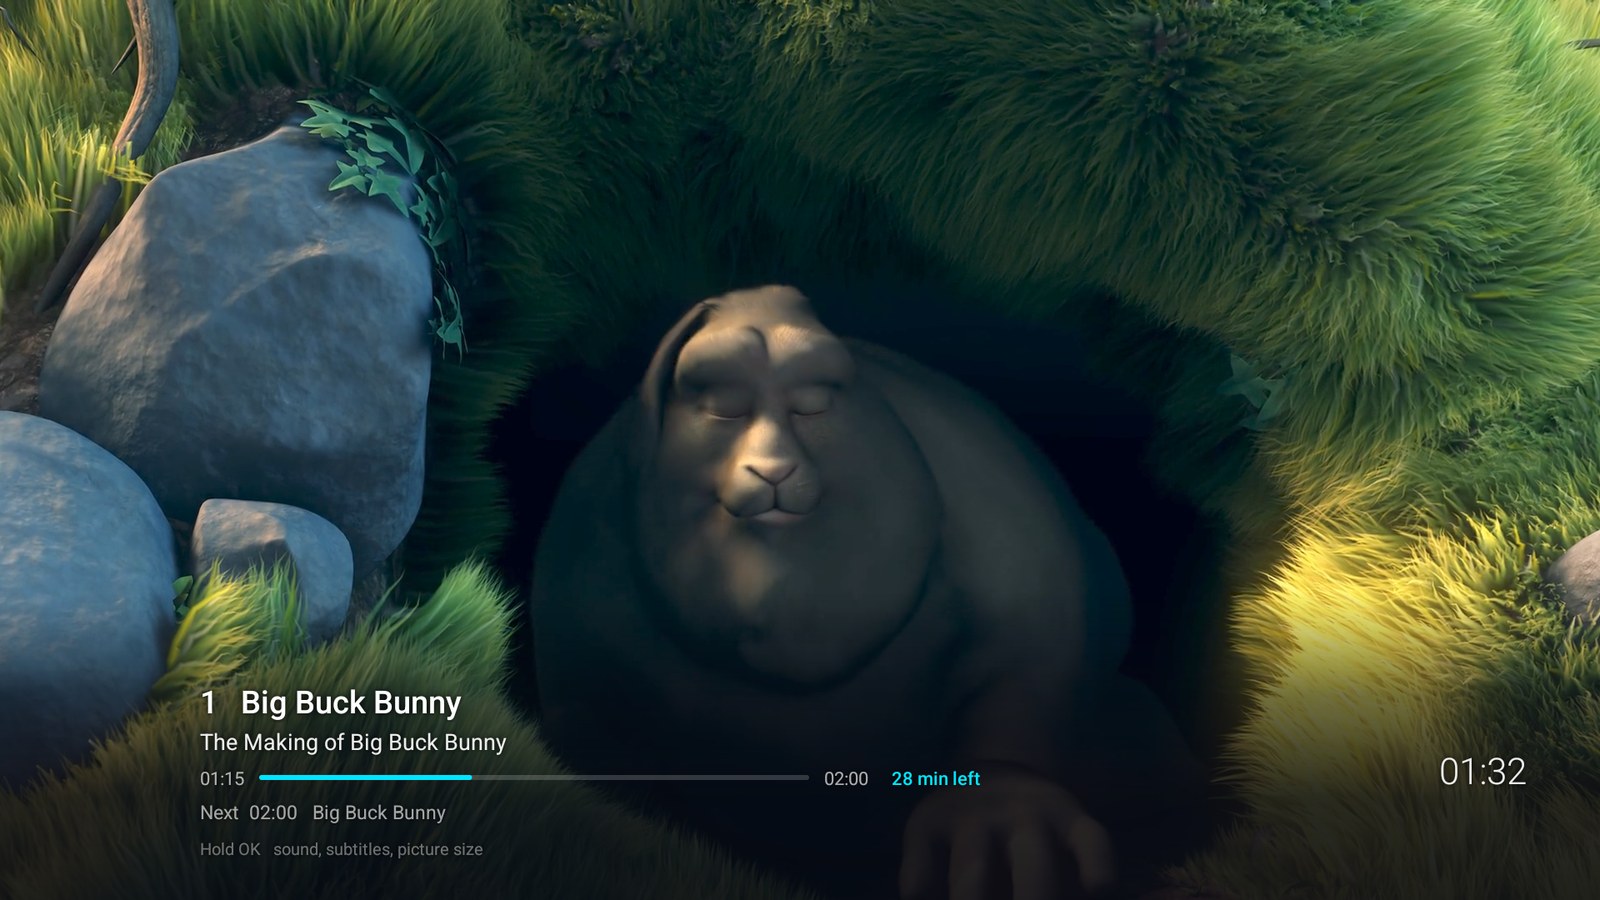 1 Big Buck Bunny
The Making of Big Buck Bunny
01:15 02:00 28 min left
01:32
Next 02:00 Big Buck Bunny
Hold OK sound, subtitles, picture size